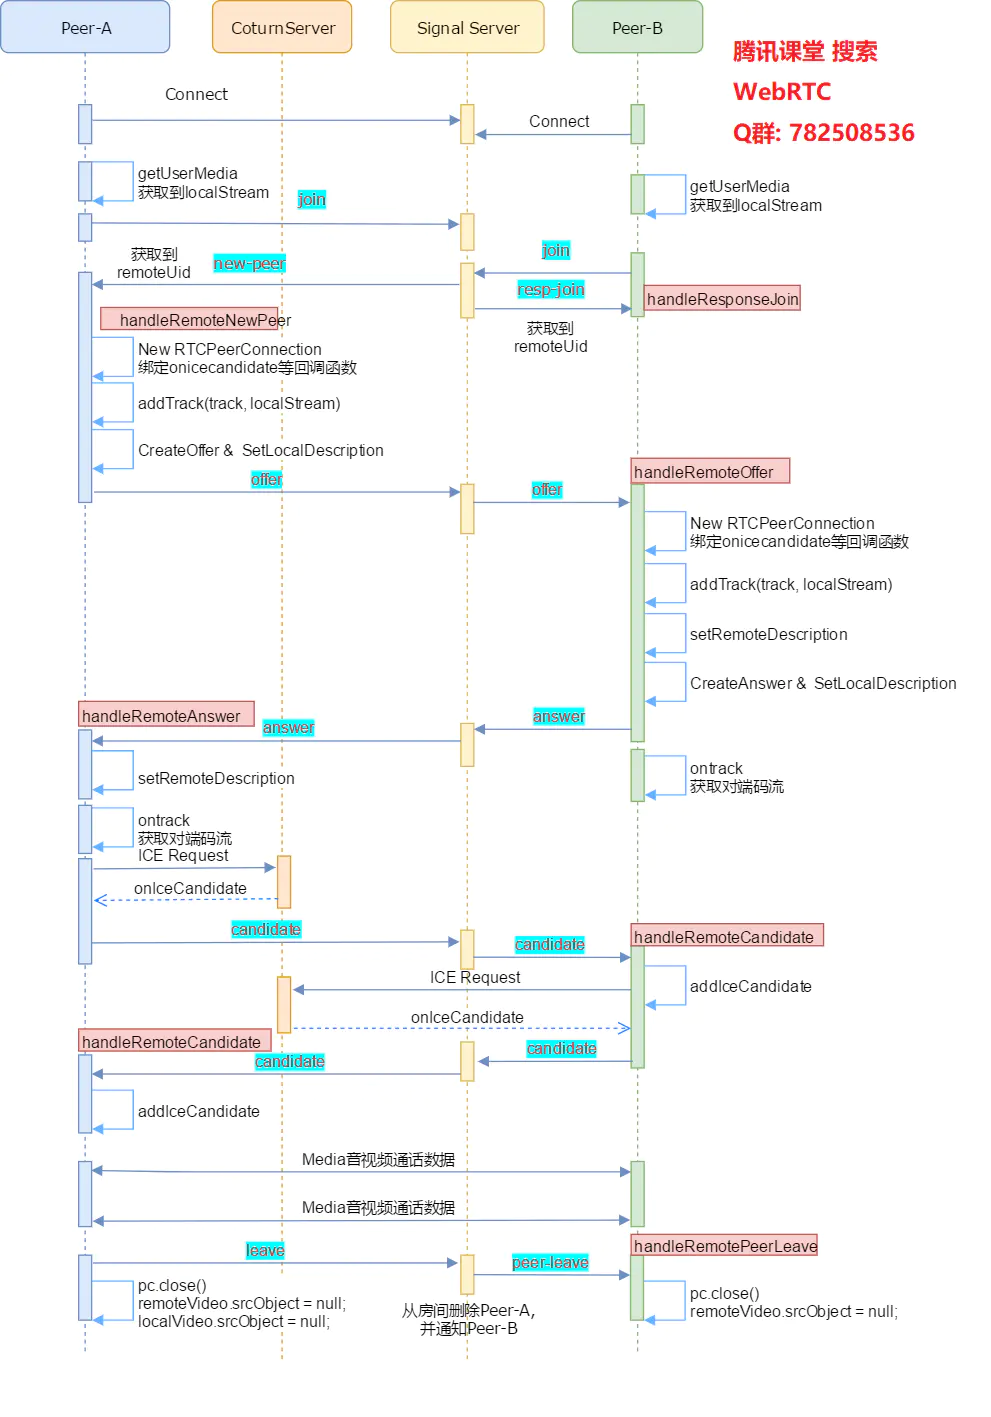 Peer-A
CoturnServer
Signal Server
Peer-B
腾讯课堂 搜索
WebRTC
Q群: 782508536
Connect
Connect
getUserMedia
获取到localStream
getUserMedia
获取到localStream
join
join
获取到
remoteUid
new-peer
resp-join
handleResponseJoin
handleRemoteNewPeer
获取到
remoteUid
New RTCPeerConnection
绑定onicecandidate等回调函数
addTrack(track, localStream)
CreateOffer & SetLocalDescription
offer
offer
handleRemoteOffer
New RTCPeerConnection
绑定onicecandidate等回调函数
addTrack(track, localStream)
setRemoteDescription
CreateAnswer & SetLocalDescription
handleRemoteAnswer
answer
answer
setRemoteDescription
ontrack
获取对端码流
ontrack
获取对端码流
ICE Request
onIceCandidate
candidate
candidate
handleRemoteCandidate
ICE Request
addIceCandidate
onIceCandidate
handleRemoteCandidate
candidate
candidate
addIceCandidate
Media音视频通话数据
Media音视频通话数据
leave
peer-leave
handleRemotePeerLeave
pc.close()
remoteVideo.srcObject = null;
localVideo.srcObject = null;
从房间删除Peer-A,
并通知Peer-B
pc.close()
remoteVideo.srcObject = null;